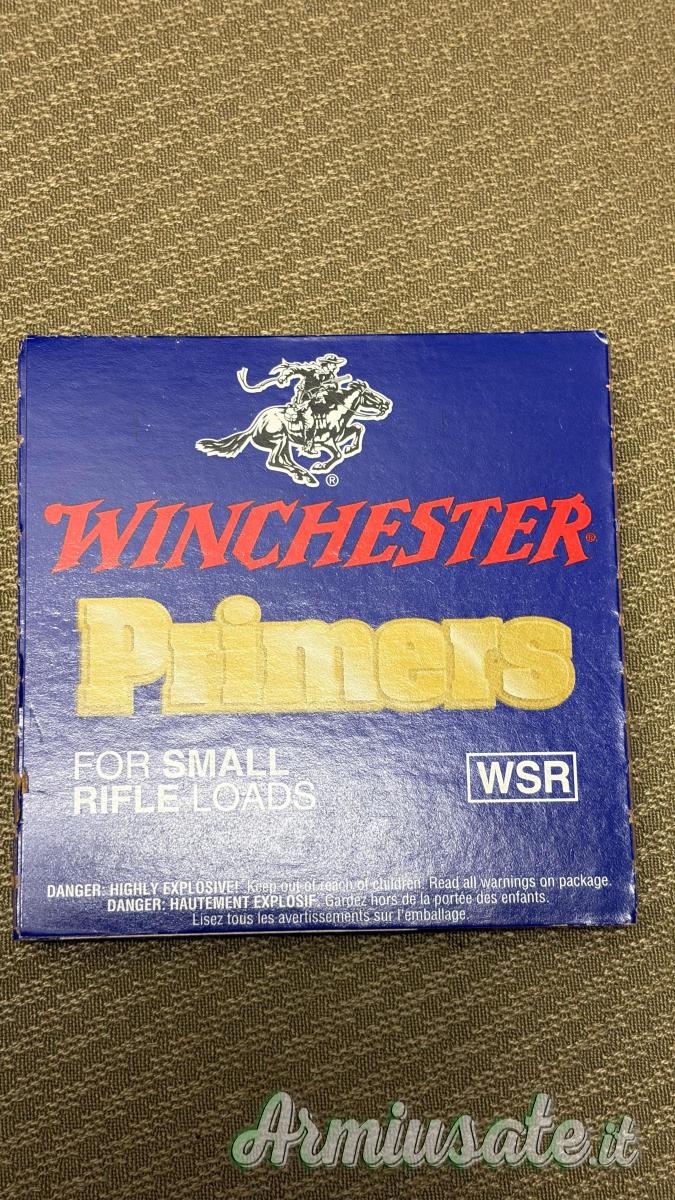 WINCHESTER®
Primers
FOR SMALL
RIFLE LOADS
WSR
DANGER: HIGHLY EXPLOSIVE! Keep out of reach of children. Read all warnings on package.
DANGER: HAUTEMENT EXPLOSIF. Gardez hors de la portée des enfants.
Lisez tous les avertissements sur l'emballage.
Armiusate.it